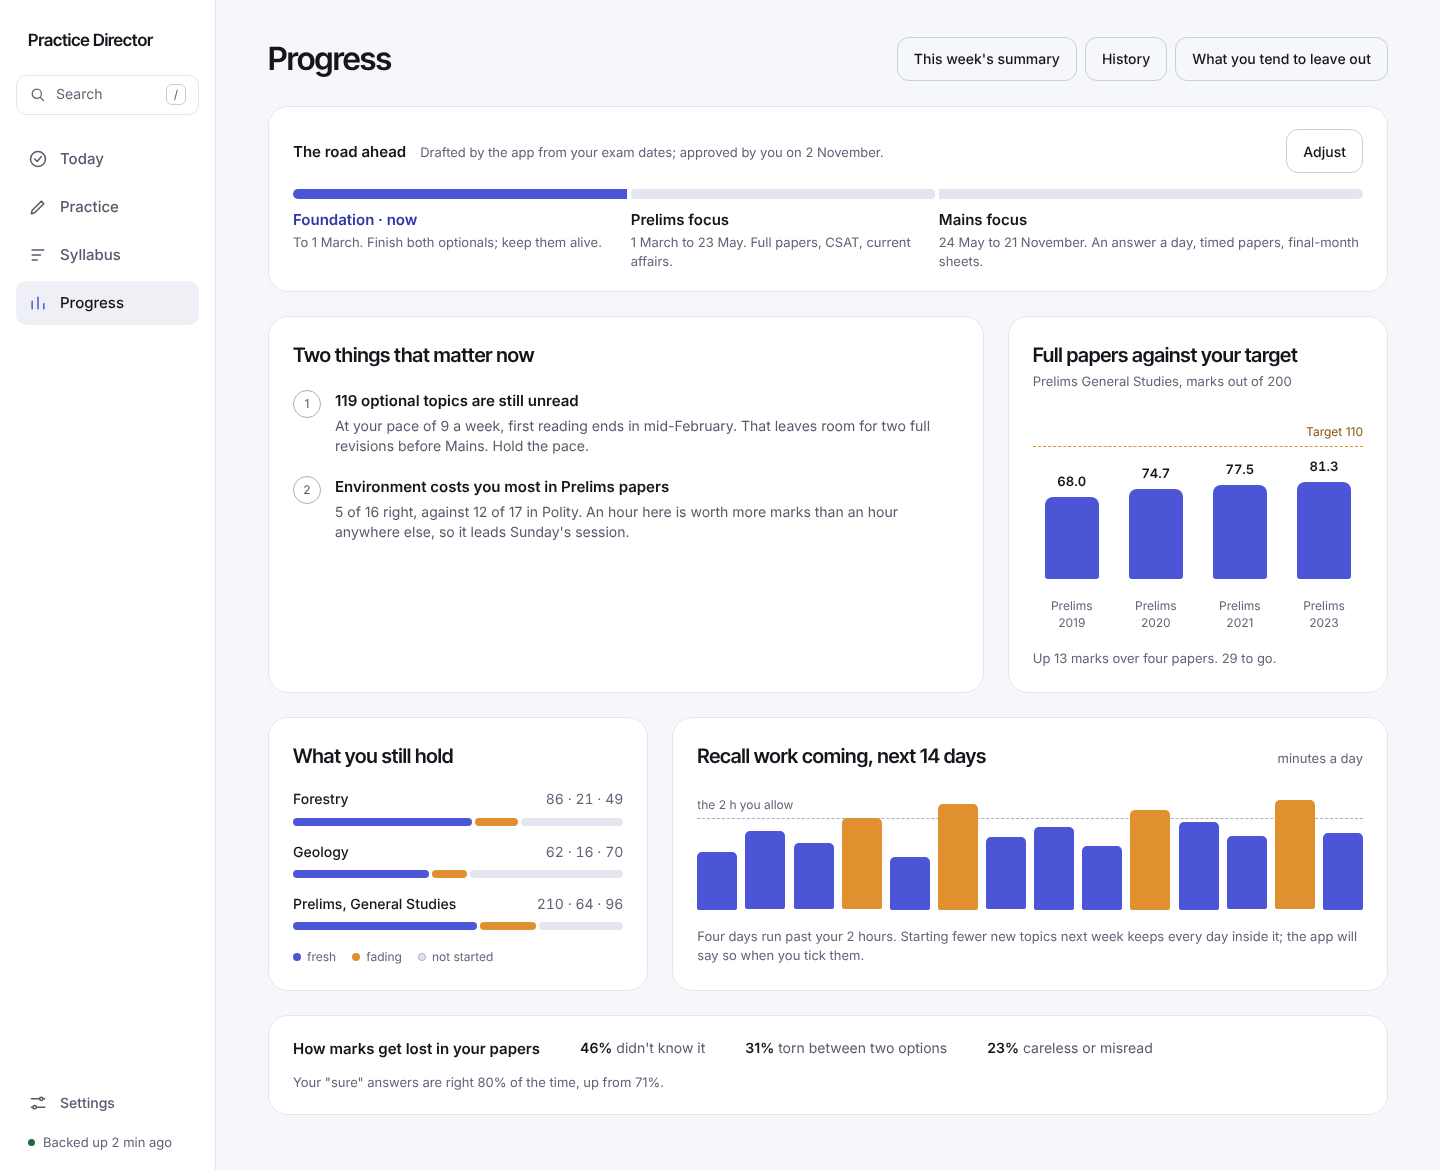 Practice Director
Search
/
Today
Practice
Syllabus
Progress
Settings
Backed up 2 min ago
Progress
This week's summary
History
What you tend to leave out
The road ahead
Drafted by the app from your exam dates; approved by you on 2 November.
Adjust
Foundation · now
To 1 March. Finish both optionals; keep them alive.
Prelims focus
1 March to 23 May. Full papers, CSAT, current
affairs.
Mains focus
24 May to 21 November. An answer a day, timed papers, final-month
sheets.
Two things that matter now
1
119 optional topics are still unread
At your pace of 9 a week, first reading ends in mid-February. That leaves room for two full
revisions before Mains. Hold the pace.
2
Environment costs you most in Prelims papers
5 of 16 right, against 12 of 17 in Polity. An hour here is worth more marks than an hour
anywhere else, so it leads Sunday's session.
Full papers against your target
Prelims General Studies, marks out of 200
Target 110
68.0
74.7
77.5
81.3
Prelims
2019
Prelims
2020
Prelims
2021
Prelims
2023
Up 13 marks over four papers. 29 to go.
What you still hold
Forestry
86 · 21 · 49
Geology
62 · 16 · 70
Prelims, General Studies
210 · 64 · 96
fresh
fading
not started
Recall work coming, next 14 days
minutes a day
the 2 h you allow
Four days run past your 2 hours. Starting fewer new topics next week keeps every day inside it; the app will
say so when you tick them.
How marks get lost in your papers
46% didn't know it
31% torn between two options
23% careless or misread
Your "sure" answers are right 80% of the time, up from 71%.